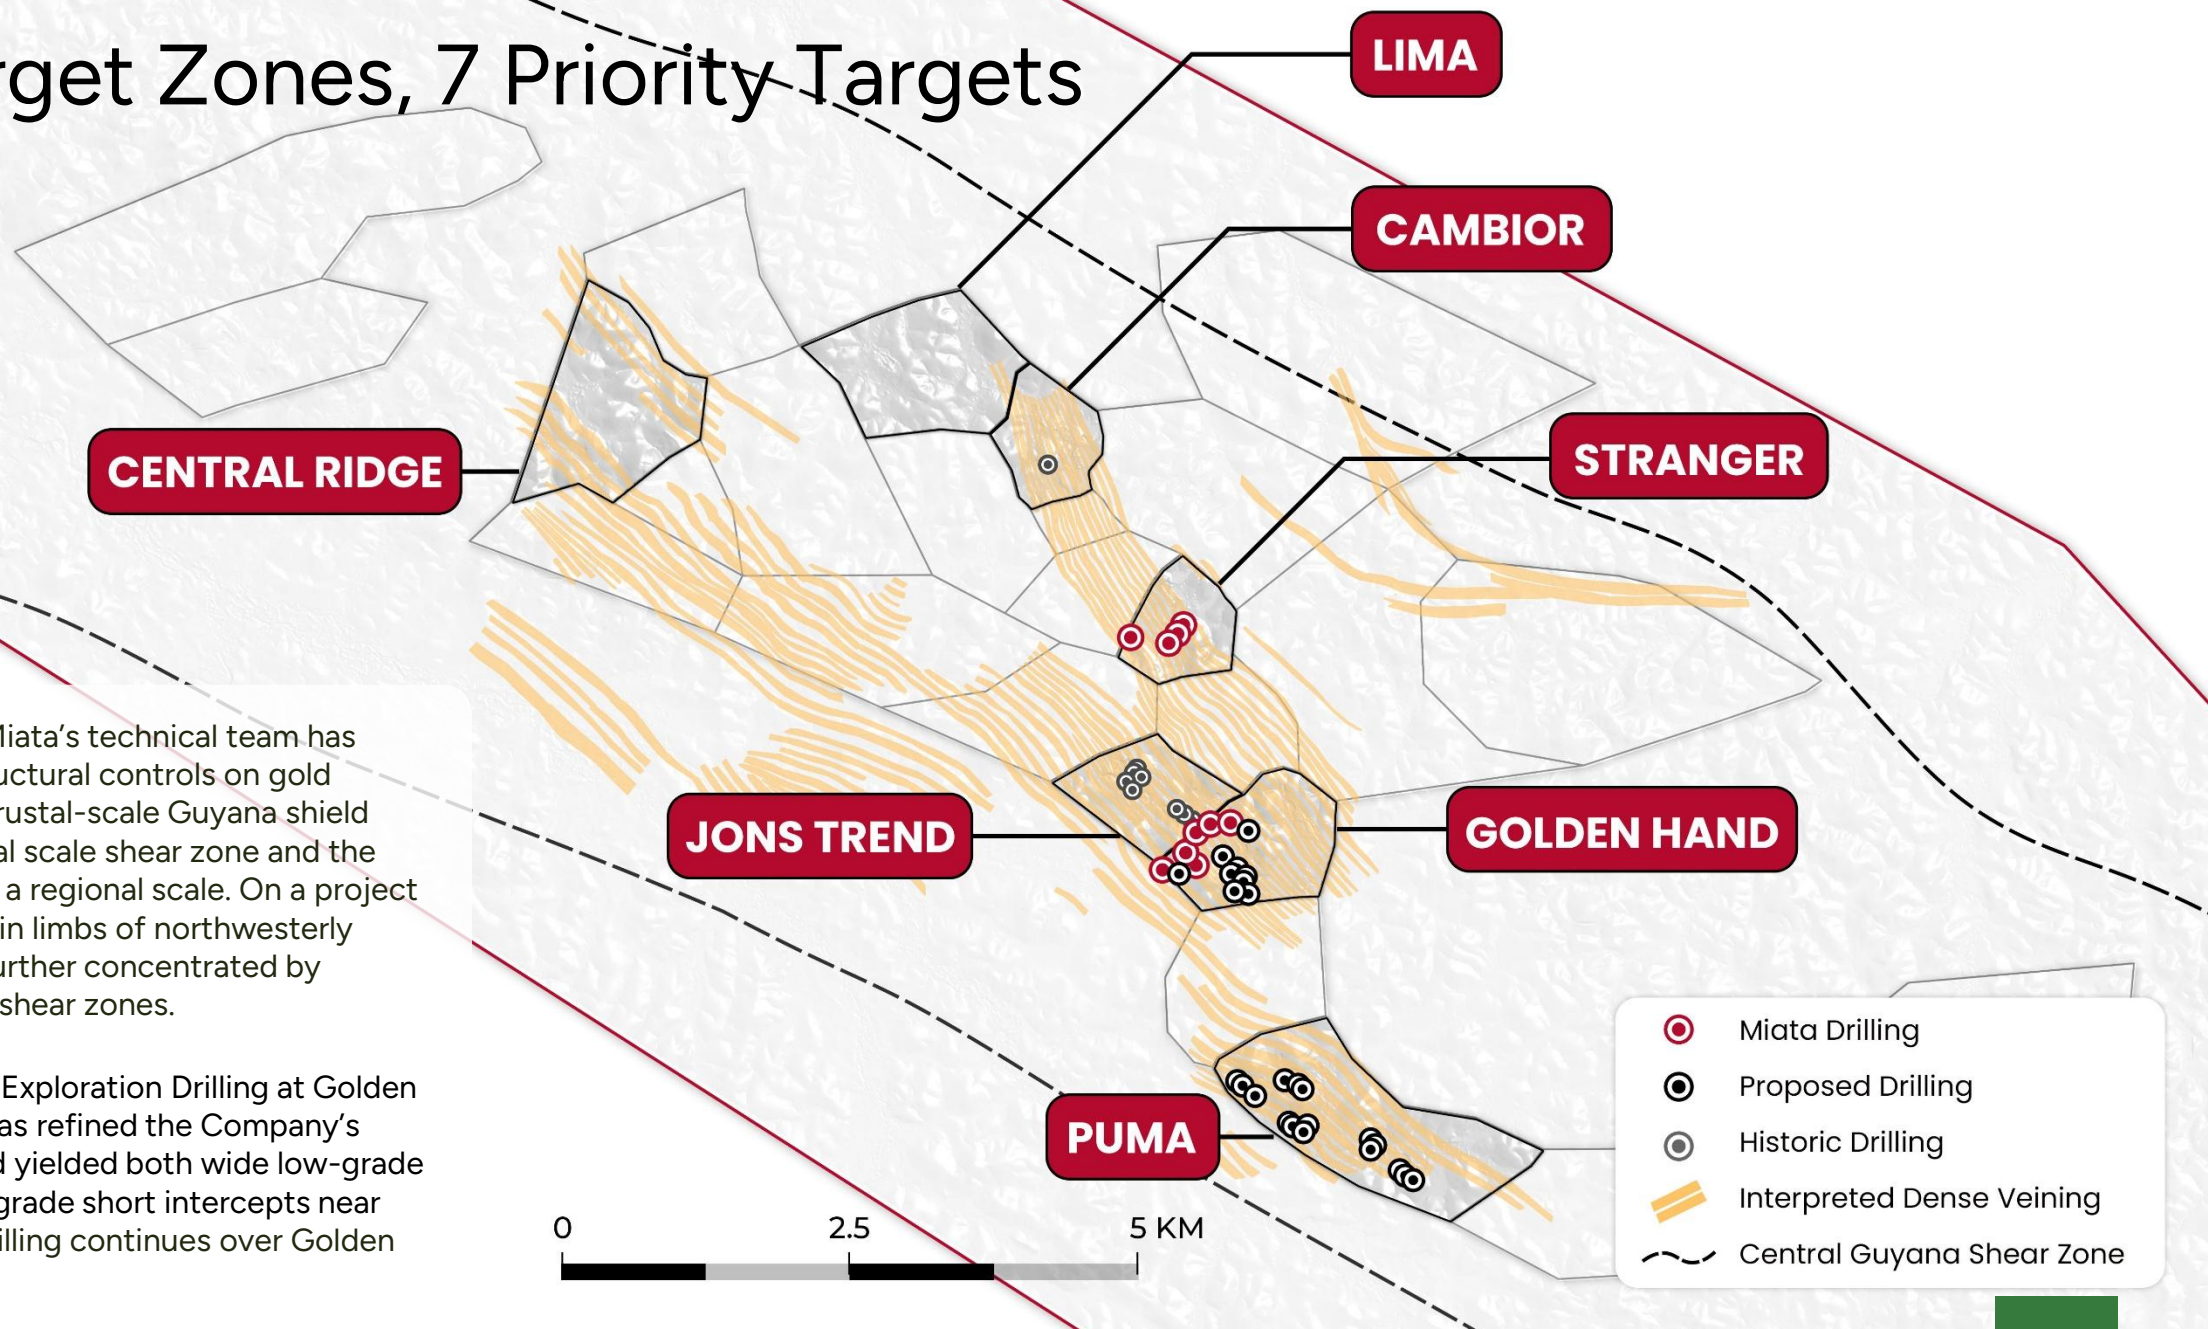 rget Zones, 7 Priority Targets
LIMA
CAMBIOR
CENTRAL RIDGE
STRANGER
JONS TREND
GOLDEN HAND
PUMA
Miata's technical team has
uctural controls on gold
rustal-scale Guyana shield
al scale shear zone and the
a regional scale. On a project
in limbs of northwesterly
urther concentrated by
shear zones.
Exploration Drilling at Golden
as refined the Company's
d yielded both wide low-grade
grade short intercepts near
illing continues over Golden
0 2.5 5 KM
Miata Drilling
Proposed Drilling
Historic Drilling
Interpreted Dense Veining
Central Guyana Shear Zone